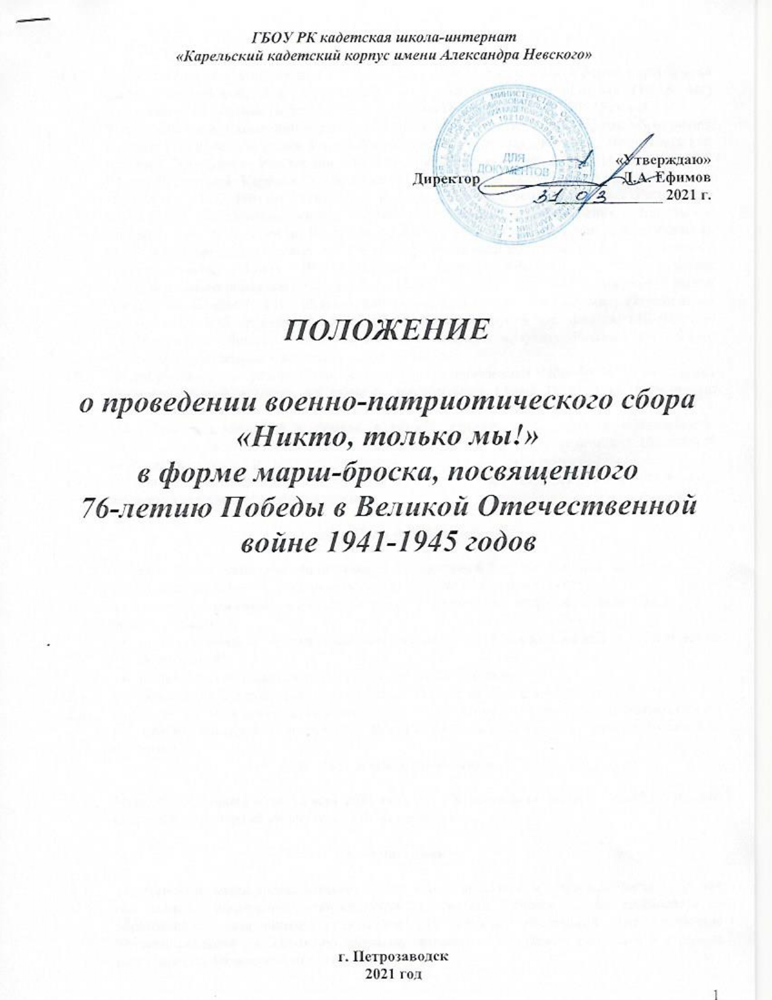 ГБОУ РК кадетская школа-интернат
«Карельский кадетский корпус имени Александра Невского»
ДЛЯ
ДОКУМЕНТОВ
«Утверждаю»
Директор Д.А. Ефимов
31 03 2021 г.
ПОЛОЖЕНИЕ
о проведении военно-патриотического сбора
«Никто, только мы!»
в форме марш-броска, посвященного
76-летию Победы в Великой Отечественной
войне 1941-1945 годов
г. Петрозаводск
2021 год
1